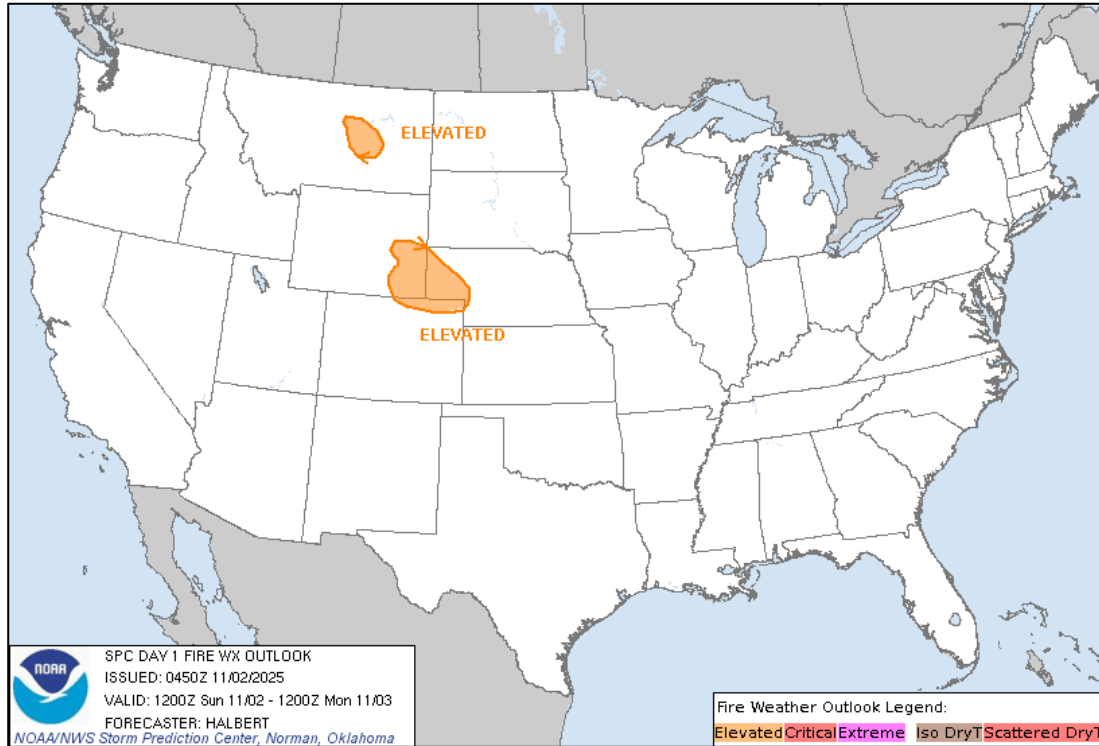 ELEVATED
ELEVATED
NOAA
SPC DAY 1 FIRE WX OUTLOOK
ISSUED: 0450Z 11/02/2025
VALID: 1200Z Sun 11/02 - 1200Z Mon 11/03
FORECASTER: HALBERT
NOAA/NWS Storm Prediction Center, Norman, Oklahoma
Fire Weather Outlook Legend:
Elevated Critical Extreme Iso DryT Scattered DryT